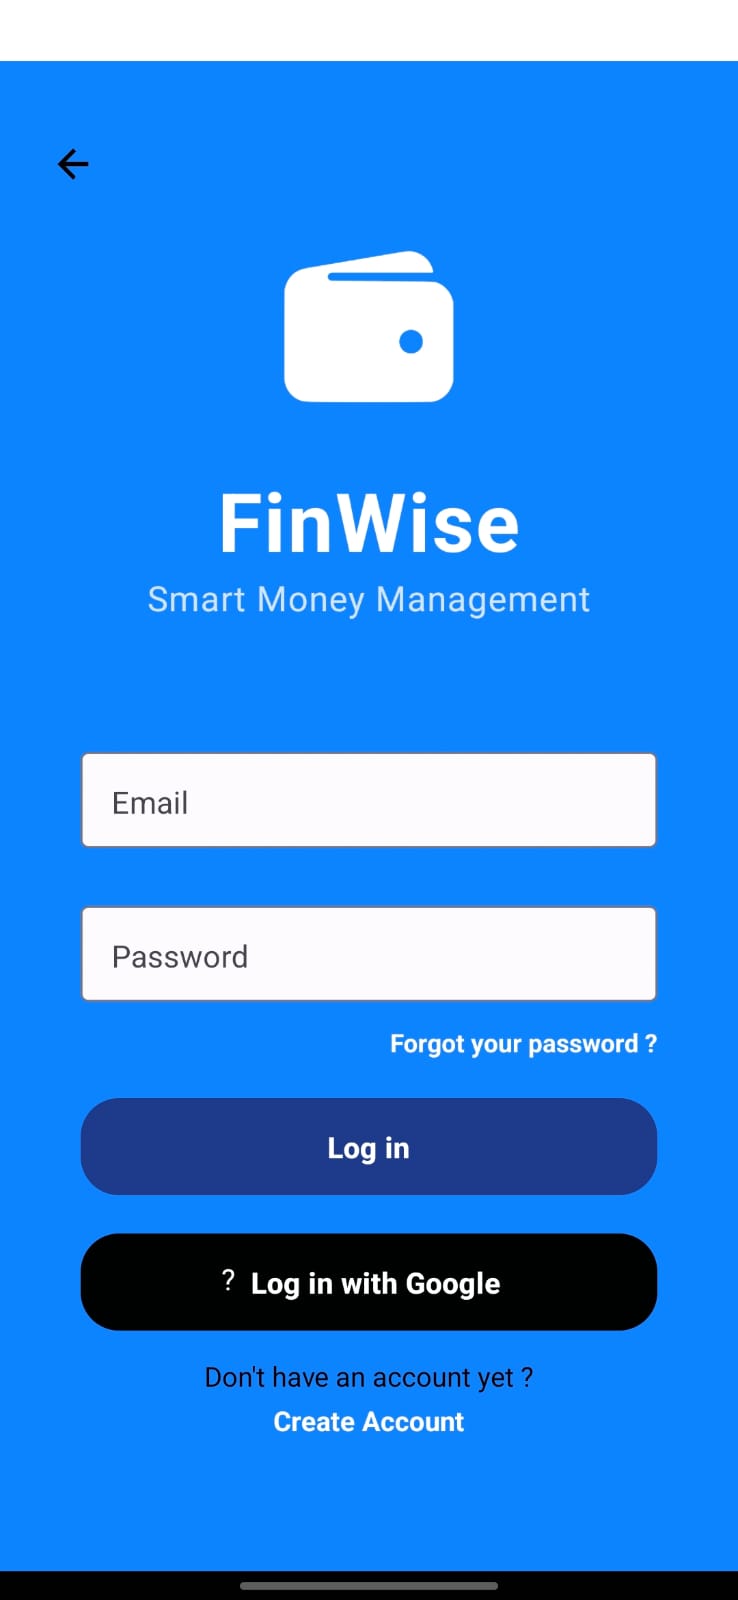 FinWise
Smart Money Management
Email
Password
Forgot your password ?
Log in
? Log in with Google
Don't have an account yet ?
Create Account